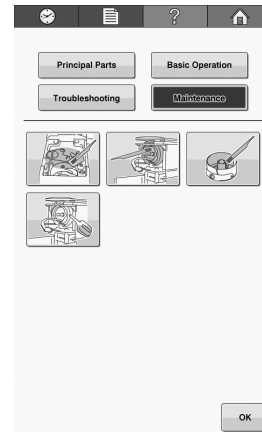 ?
Principal Parts
Basic Operation
Troubleshooting
Maintenance
OK